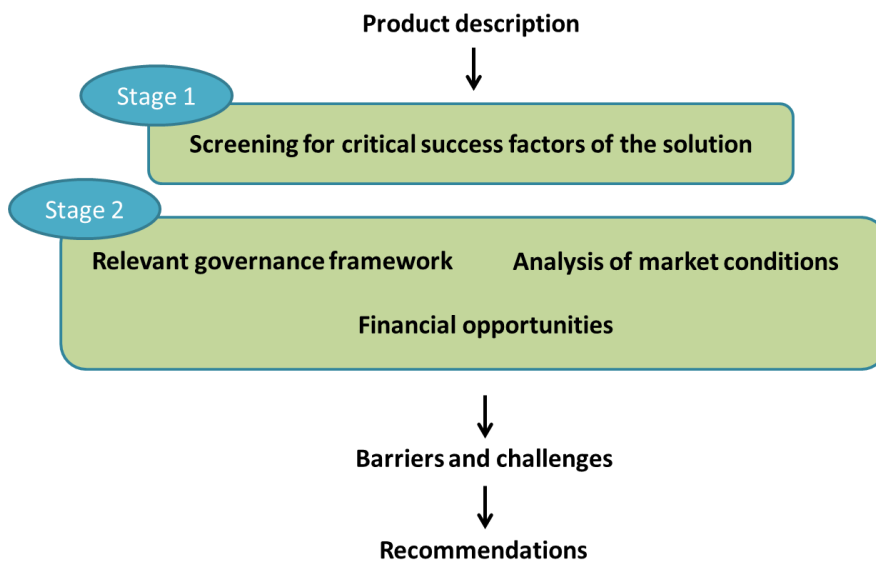 Product description
Stage 1
Screening for critical success factors of the solution
Stage 2
Relevant governance framework
Analysis of market conditions
Financial opportunities
Barriers and challenges
Recommendations